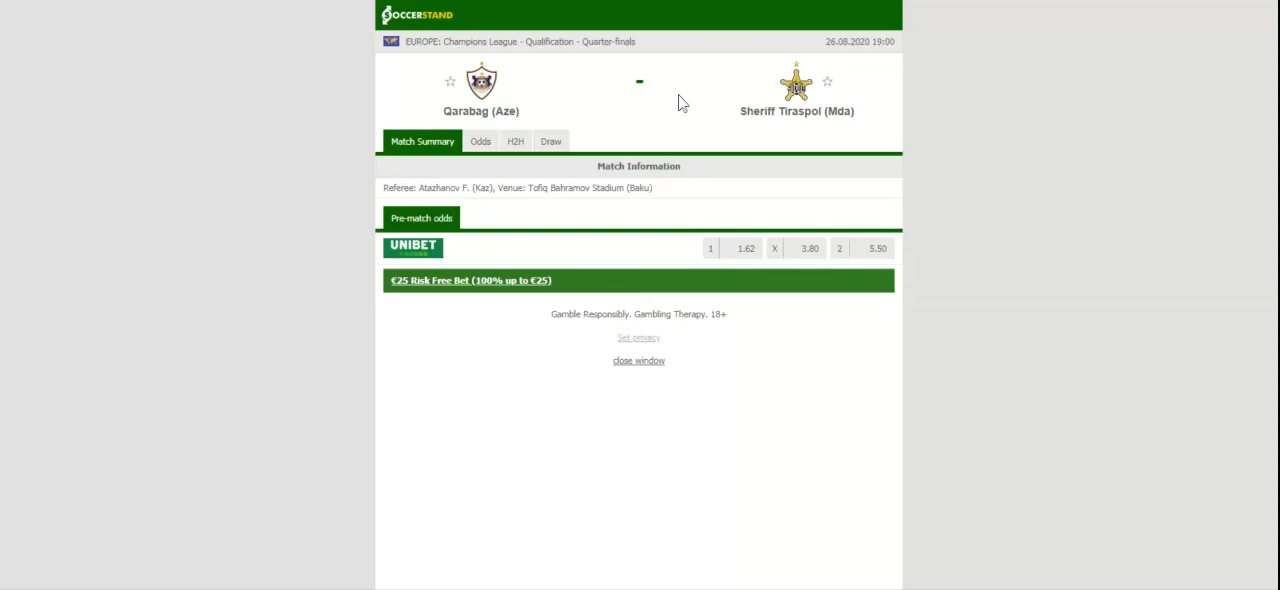 SOCCERSTAND
EUROPE: Champions League - Qualification - Quarter-finals 26.08.2020 19:00
-
Qarabag (Aze) Sheriff Tiraspol (Mda)
Match Summary Odds H2H Draw
Match Information
Referee: Atazhanov F. (Kaz), Venue: Tofiq Bahramov Stadium (Baku)
Pre-match odds
UNIBET 1 1.62 X 3.80 2 5.50
€25 Risk Free Bet (100% up to €25)
Gamble Responsibly. Gambling Therapy. 18+
Set privacy
close window